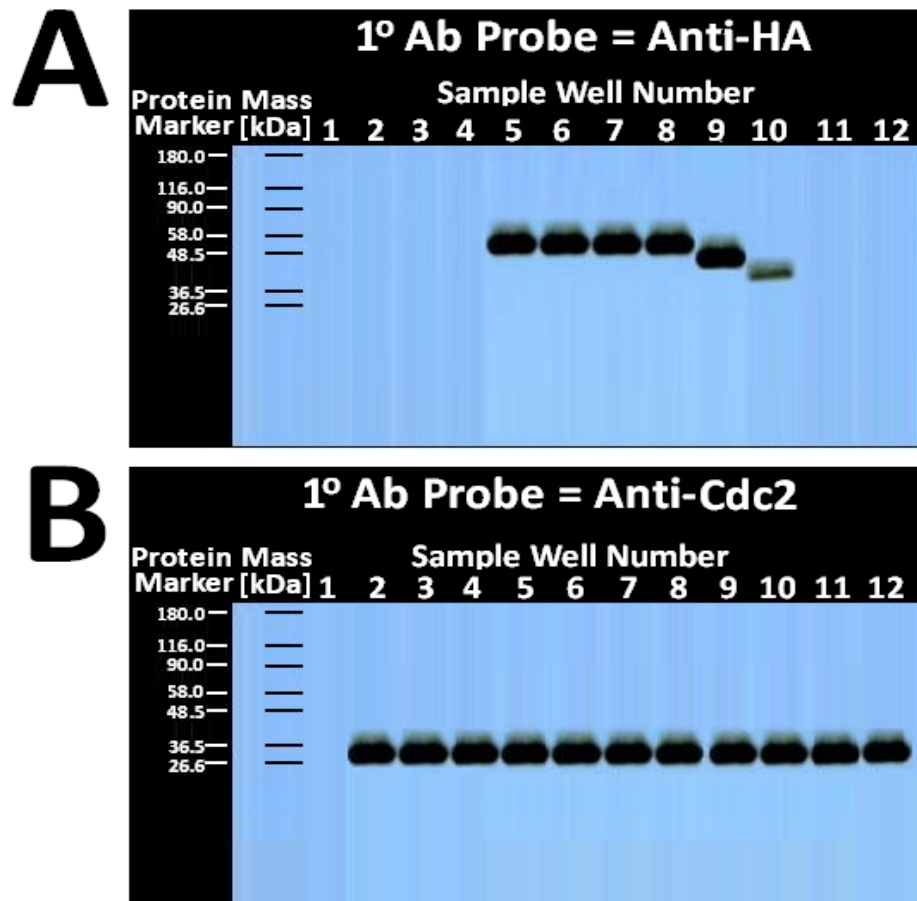 A
1º Ab Probe = Anti-HA
Protein Mass
Marker [kDa]
Sample Well Number
1 2 3 4 5 6 7 8 9 10 11 12
180.0
116.0
90.0
58.0
48.5
36.5
26.6
B
1º Ab Probe = Anti-Cdc2
Protein Mass
Marker [kDa]
Sample Well Number
1 2 3 4 5 6 7 8 9 10 11 12
180.0
116.0
90.0
58.0
48.5
36.5
26.6